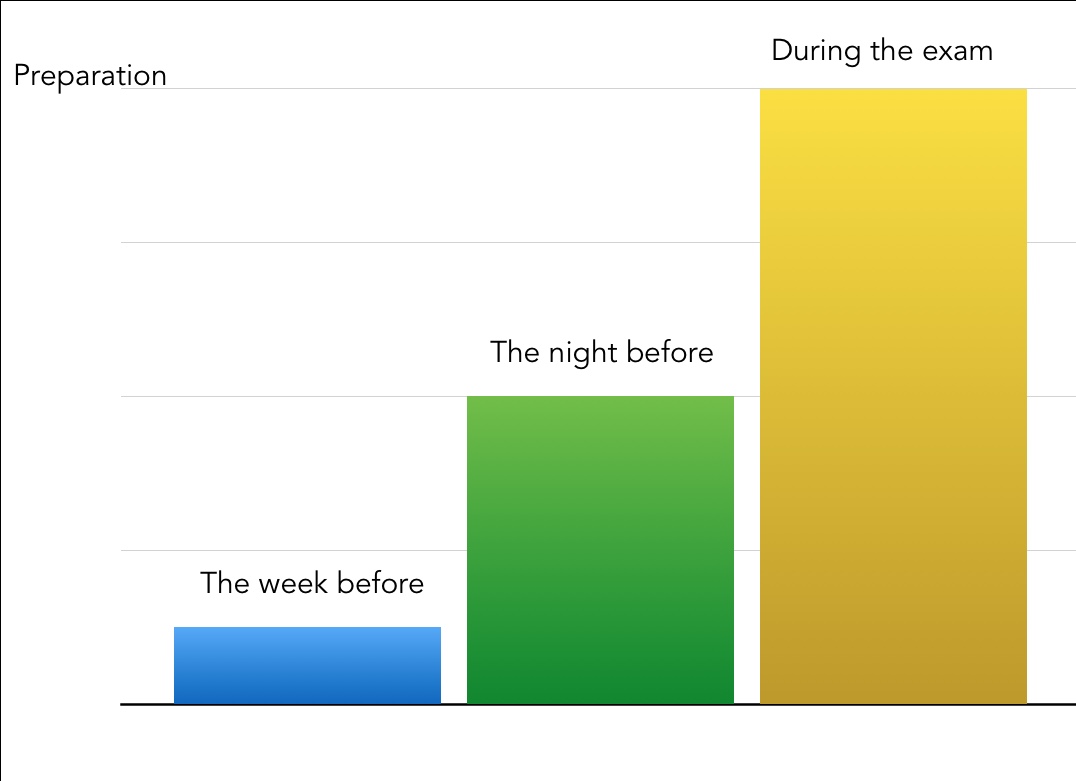 During the exam
Preparation
The night before
The week before